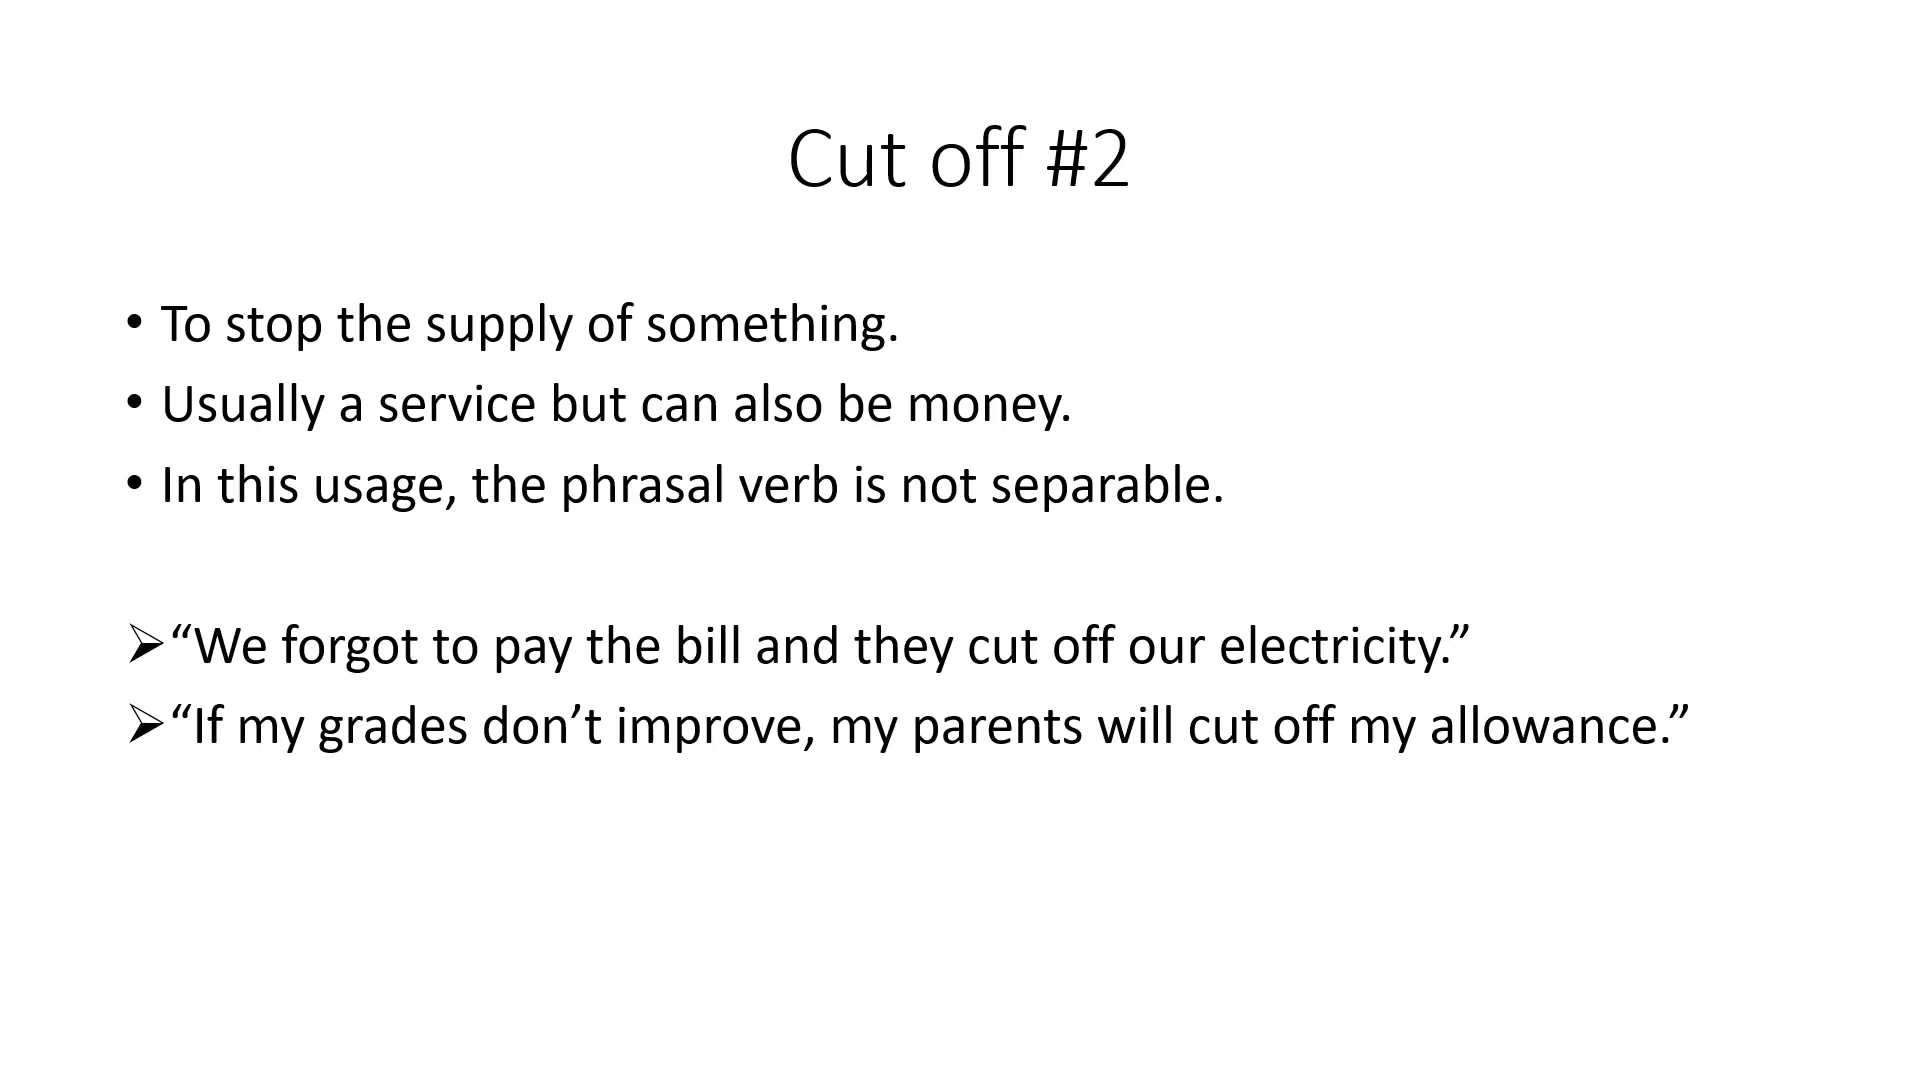 Cut off #2
• To stop the supply of something.
• Usually a service but can also be money.
• In this usage, the phrasal verb is not separable.
➢“We forgot to pay the bill and they cut off our electricity.”
➢“If my grades don’t improve, my parents will cut off my allowance.”